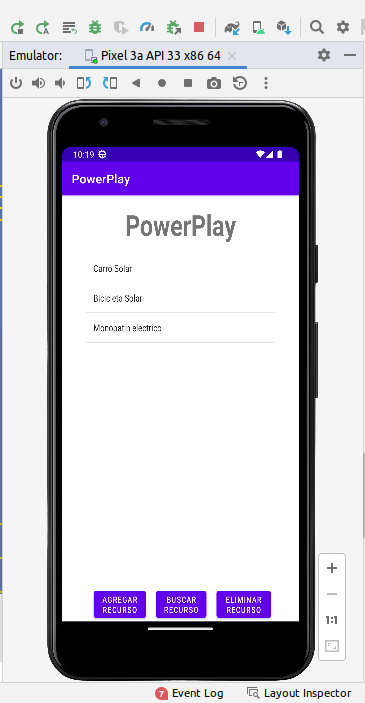 Emulator:
Pixel 3a API 33 x86 64
10:19
PowerPlay
PowerPlay
Carro Solar
Bicicleta Solar
Monopatin electrico
AGREGAR
RECURSO
BUSCAR
RECURSO
ELIMINAR
RECURSO
1:1
7 Event Log
Layout Inspector